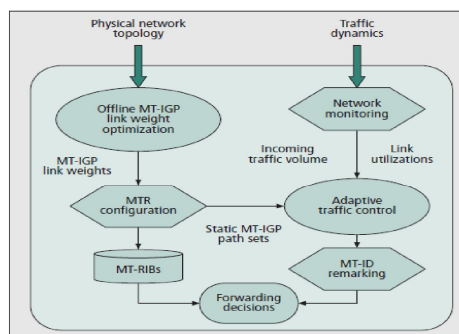 Physical network
topology
Traffic
dynamics
Offline MT-IGP
link weight
optimization
Network
monitoring
MT-IGP
link weights
Incoming
traffic volume
Link
utilizations
MTR
configuration
Adaptive
traffic control
Static MT-IGP
path sets
MT-RIBs
MT-ID
remarking
Forwarding
decisions